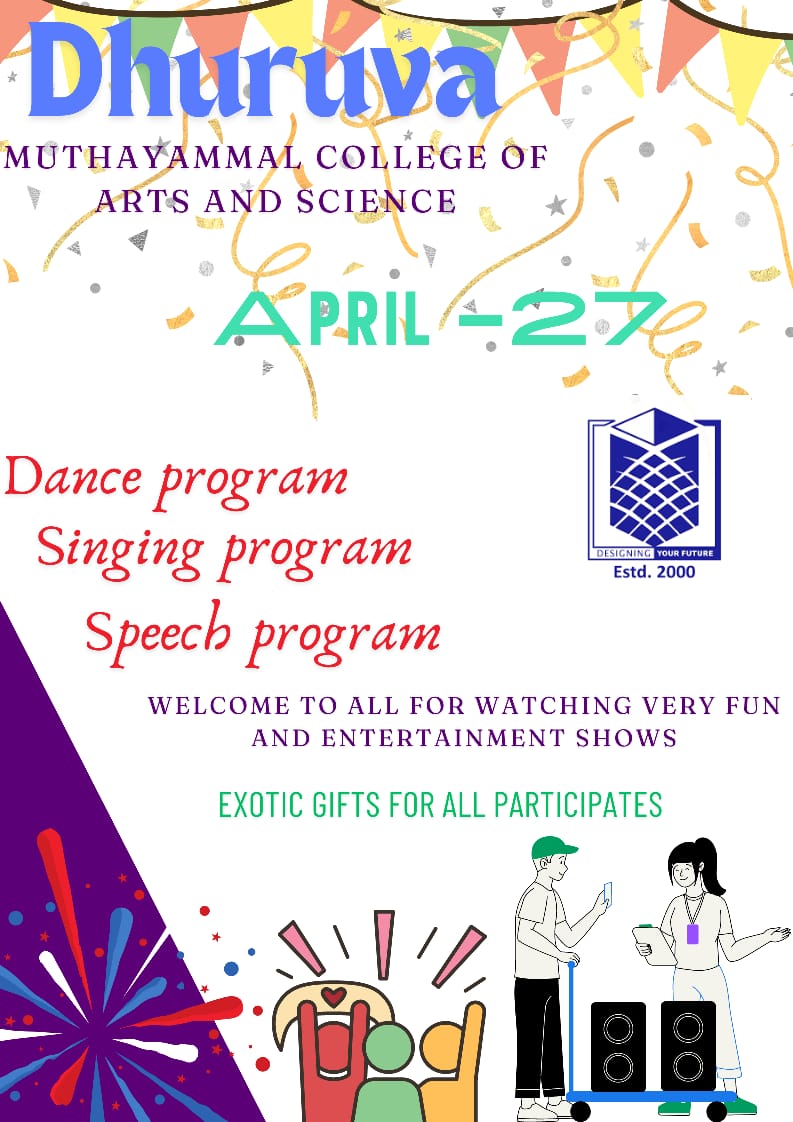 Dhuruva
MUTHAYAMMAL COLLEGE OF
ARTS AND SCIENCE
APRIL -27
DESIGNING YOUR FUTURE
Estd. 2000
Dance program
Singing program
Speech program
WELCOME TO ALL FOR WATCHING VERY FUN
AND ENTERTAINMENT SHOWS
EXOTIC GIFTS FOR ALL PARTICIPATES